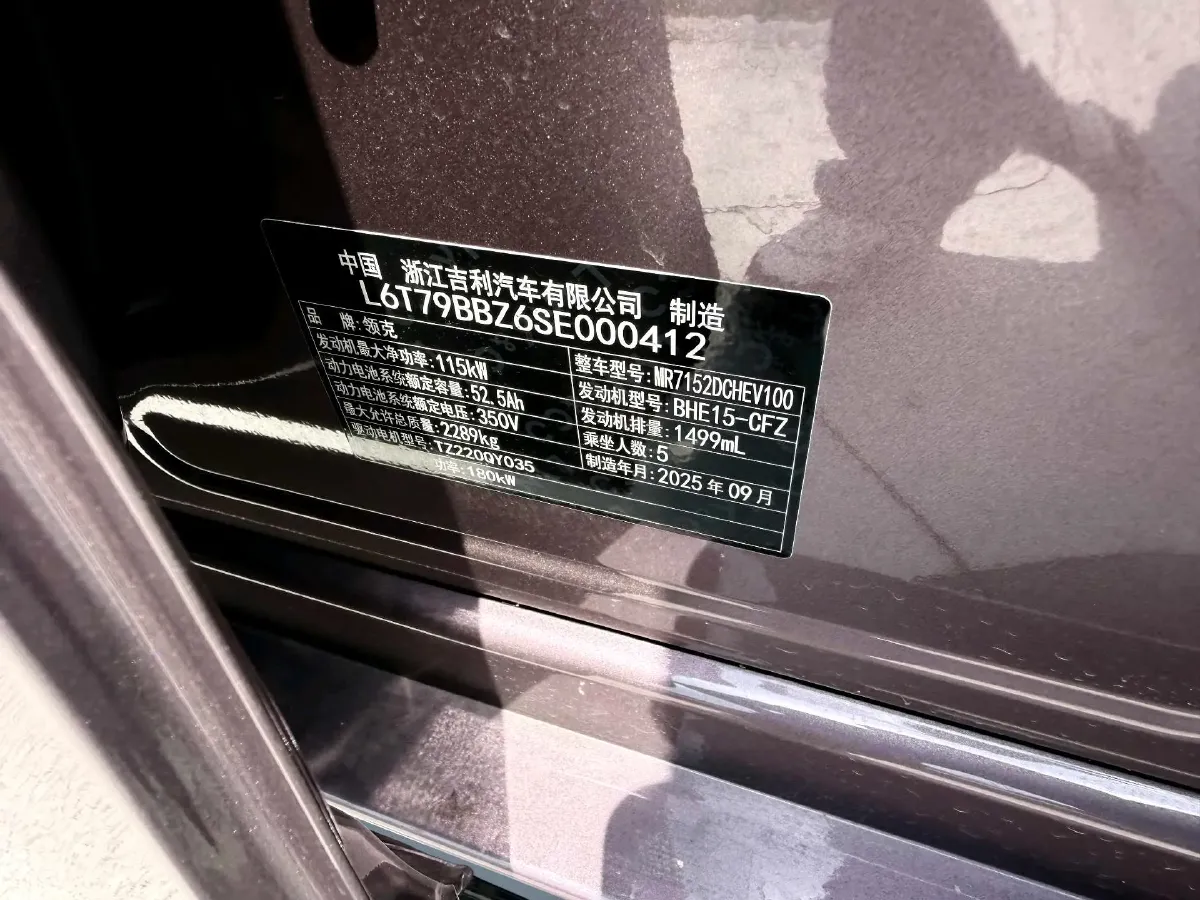 中国 浙江吉利汽车有限公司 制造
L6T79BBZ6SE000412
品 牌:领克
整车型号:MR7152DCHEV100
发动机最大净功率:115kW
发动机型号:BHE15-CFZ
动力电池系统额定容量:52.5Ah
发动机排量:1499mL
动力电池系统额定电压:350V
乘坐人数:5
最大允许总质量:2289kg
制造年月:2025年09月
驱动电机型号:TZ220QY035
功率:180kW